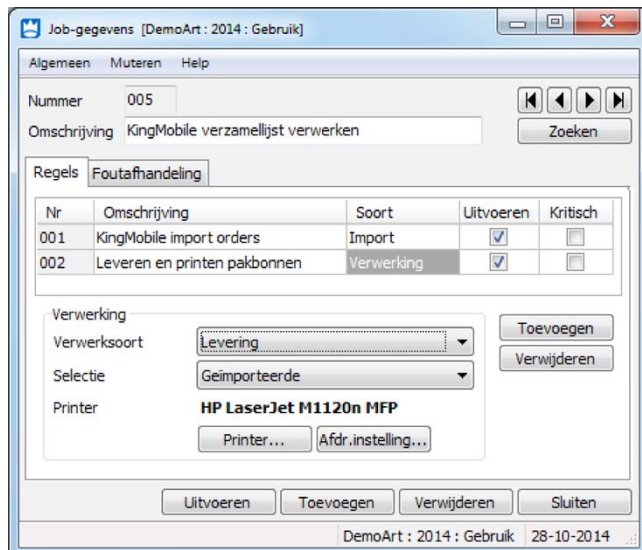 Job-gegevens [DemoArt : 2014 : Gebruik]
Algemeen Muteren Help
Nummer 005
Omschrijving KingMobile verzamellijst verwerken Zoeken
Regels Foutafhandeling
Nr Omschrijving Soort Uitvoeren Kritisch
001 KingMobile import orders Import
002 Leveren en printen pakbonnen Verwerking
Verwerking
Toevoegen
Verwerksoort Levering
Verwijderen
Selectie Geïmporteerde
Printer HP LaserJet M1120n MFP
Printer... Afdr.instelling...
Uitvoeren Toevoegen Verwijderen Sluiten
DemoArt : 2014 : Gebruik 28-10-2014